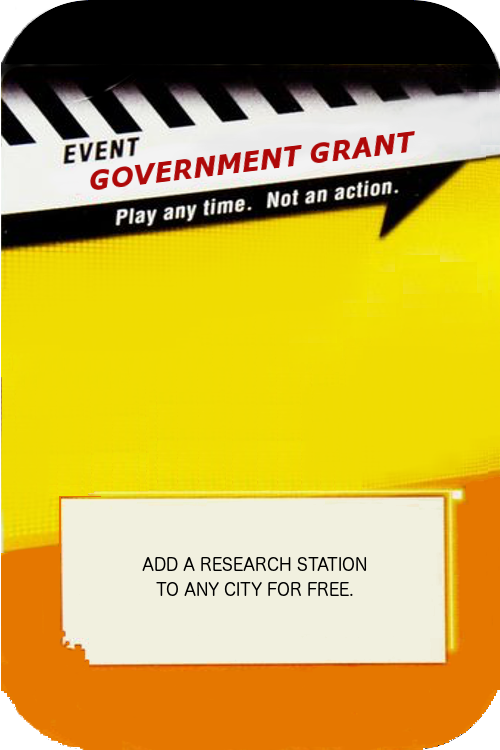 EVENT
GOVERNMENT GRANT
Play any time. Not an action.
ADD A RESEARCH STATION
TO ANY CITY FOR FREE.